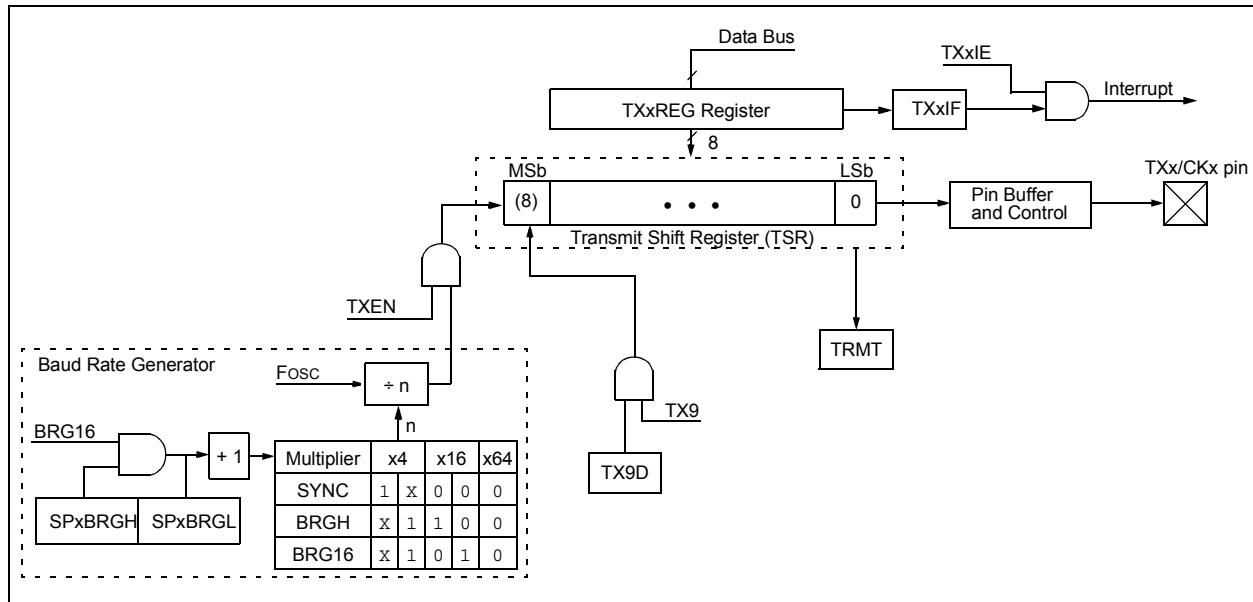 Data Bus
TXxIE
Interrupt
TXxREG Register
TXxIF
8
MSb
LSb
TXx/CKx pin
(8)
• • •
0
Pin Buffer
and Control
Transmit Shift Register (TSR)
TXEN
TRMT
Baud Rate Generator
FOSC
÷ n
TX9
n
BRG16
+ 1
Multiplier x4 x16 x64
TX9D
SYNC 1 X 0 0 0
SPxBRGH SPxBRGL
BRGH X 1 1 0 0
BRG16 X 1 0 1 0